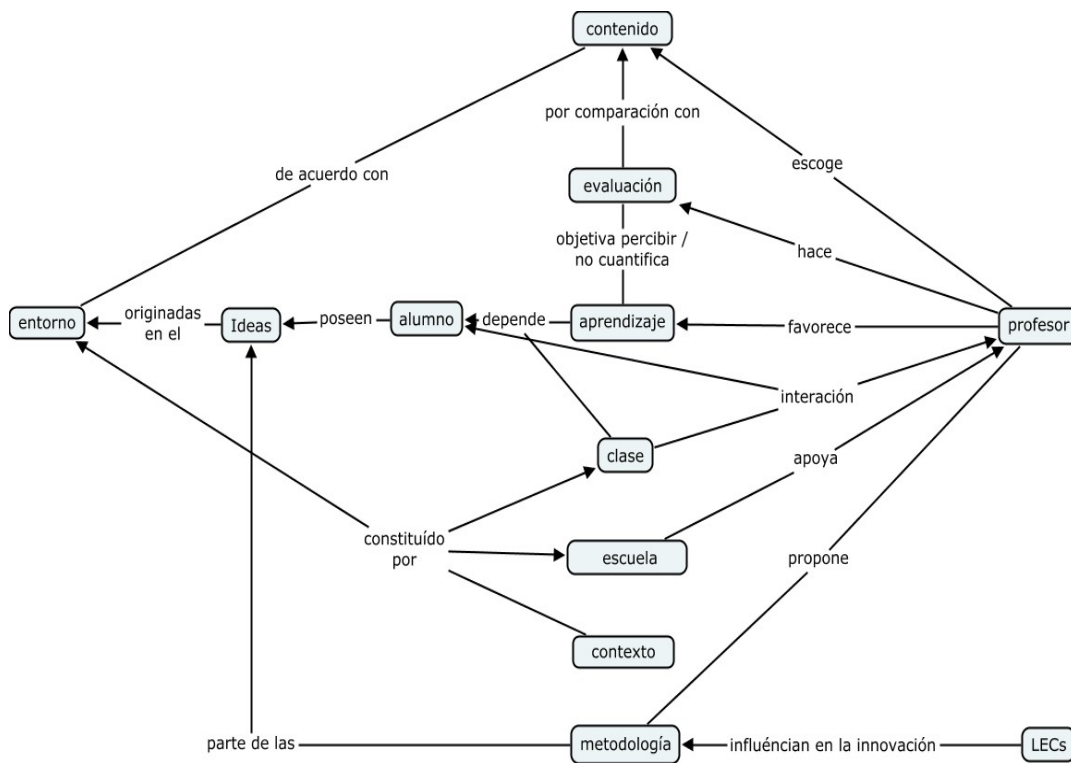 contenido
por comparación con
escoge
de acuerdo con
evaluación
objetiva percibir /
no cuantifica
hace
entorno
originadas
en el
Ideas
poseen
alumno
depende
aprendizaje
favorece
profesor
interación
clase
apoya
constituído
por
escuela
propone
contexto
parte de las
metodología
influéncian en la innovación
LECs